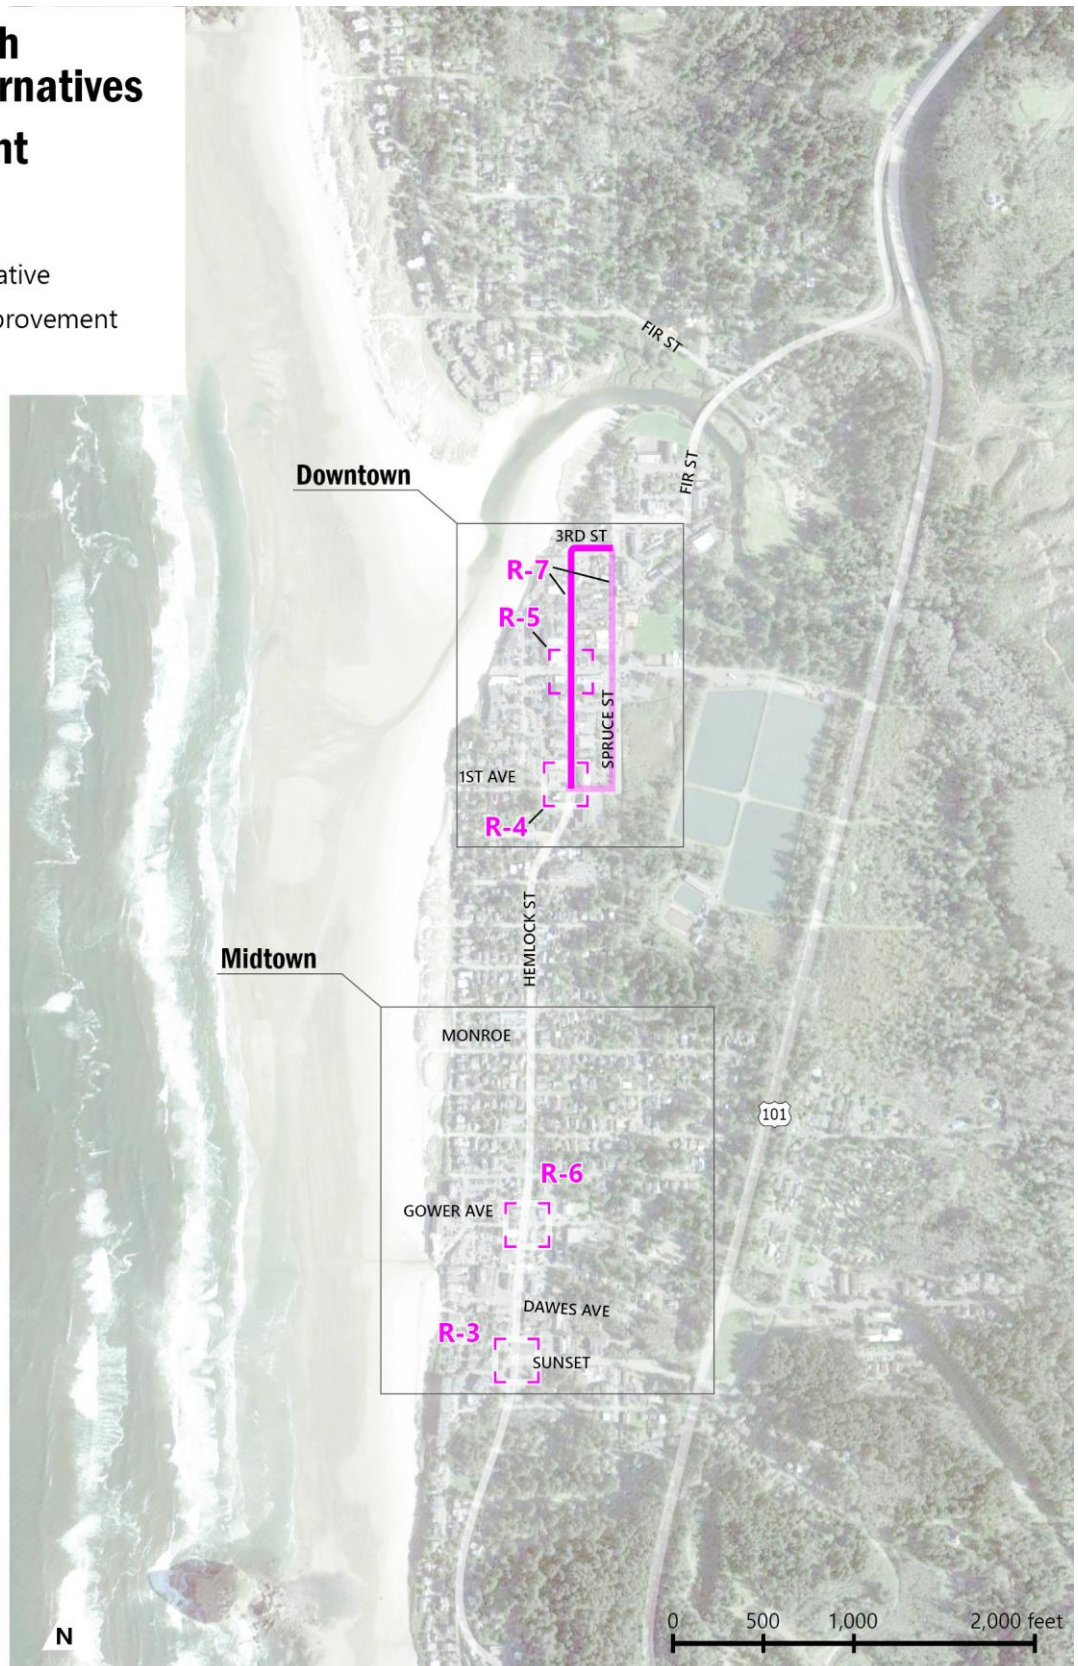 h
rnatives
nt
ative
provement
FIR ST
Downtown
FIR ST
3RD ST
R-7
R-5
SPRUCE ST
1ST AVE
R-4
HEMLOCK ST
Midtown
MONROE
101
R-6
GOWER AVE
DAWES AVE
R-3
SUNSET
0 500 1,000 2,000 feet
N